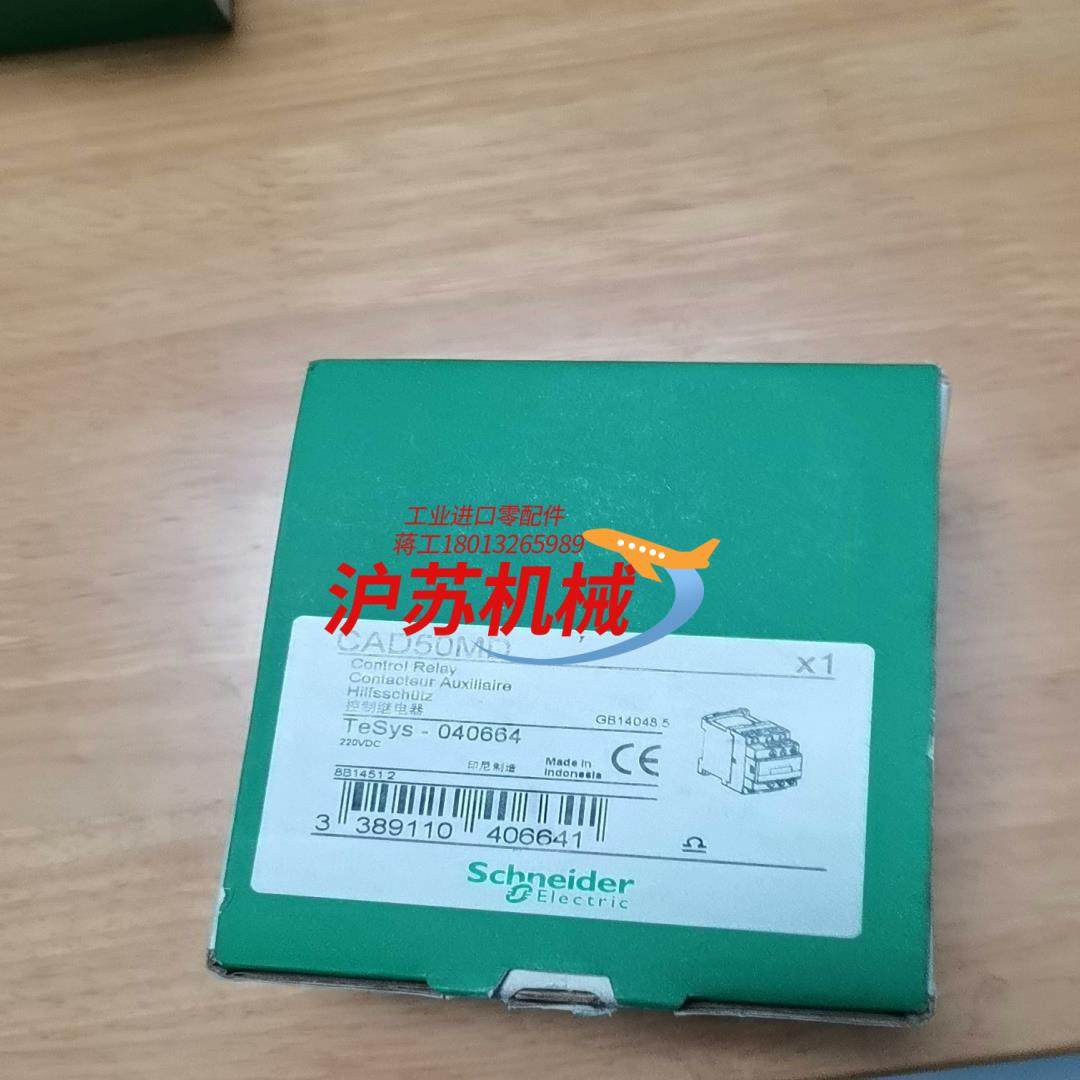 工业进口零配件
蒋工18013265989
沪苏机械
CAD50MD
x1
Control Relay
Contacteur Auxiliaire
Hilfsschütz
控制继电器
GB14048.5
TeSys - 040664
220VDC
印尼制造
Made in
Indonesia
CE
8B1451 2
3 389110 406641
Schneider
Electric